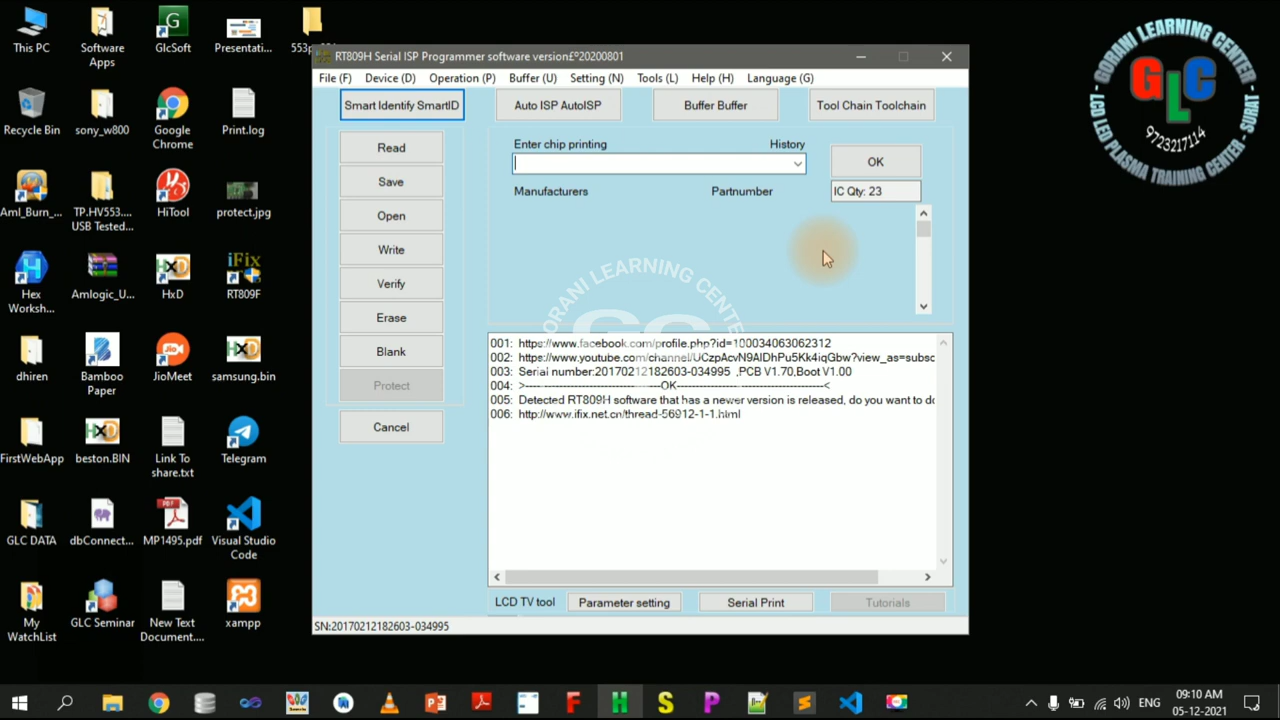 This PC
Software Apps
GlcSoft
Presentati...
553p
Recycle Bin
sony_w800
Google Chrome
Print.log
Aml_Burn_...
TP.HV553.... USB Tested...
HiTool
protect.jpg
Hex Worksh...
Amlogic_U...
HxD
iFix
RT809F
dhiren
Bamboo Paper
JioMeet
samsung.bin
FirstWebApp
beston.BIN
Link To share.txt
Telegram
GLC DATA
dbConnect...
MP1495.pdf
Visual Studio Code
My WatchList
GLC Seminar
New Text Document....
xampp
RT809H Serial ISP Programmer software version£º20200801
File (F) Device (D) Operation (P) Buffer (U) Setting (N) Tools (L) Help (H) Language (G)
Smart Identify SmartID
Auto ISP AutoISP
Buffer Buffer
Tool Chain Toolchain
Read
Save
Open
Write
Verify
Erase
Blank
Protect
Cancel
Enter chip printing
History
OK
Manufacturers
Partnumber
IC Qty: 23
GORANI LEARNING CENTER
001: https://www.facebook.com/profile.php?id=100034063062312
002: https://www.youtube.com/channel/UCzpAcvN9AIDhPu5Kk4iqGbw?view_as=subsc
003: Serial number:20170212182603-034995 ,PCB V1.70,Boot V1.00
004: >----------------------------OK------------------------------<
005: Detected RT809H software that has a newer version is released, do you want to do
006: http://www.ifix.net.cn/thread-56912-1-1.html
LCD TV tool
Parameter setting
Serial Print
Tutorials
SN:20170212182603-034995
GORANI LEARNING CENTER
GLC
9723217114
LCD LED PLASMA TRAINING CENTER - SURAT -
ENG
09:10 AM
05-12-2021